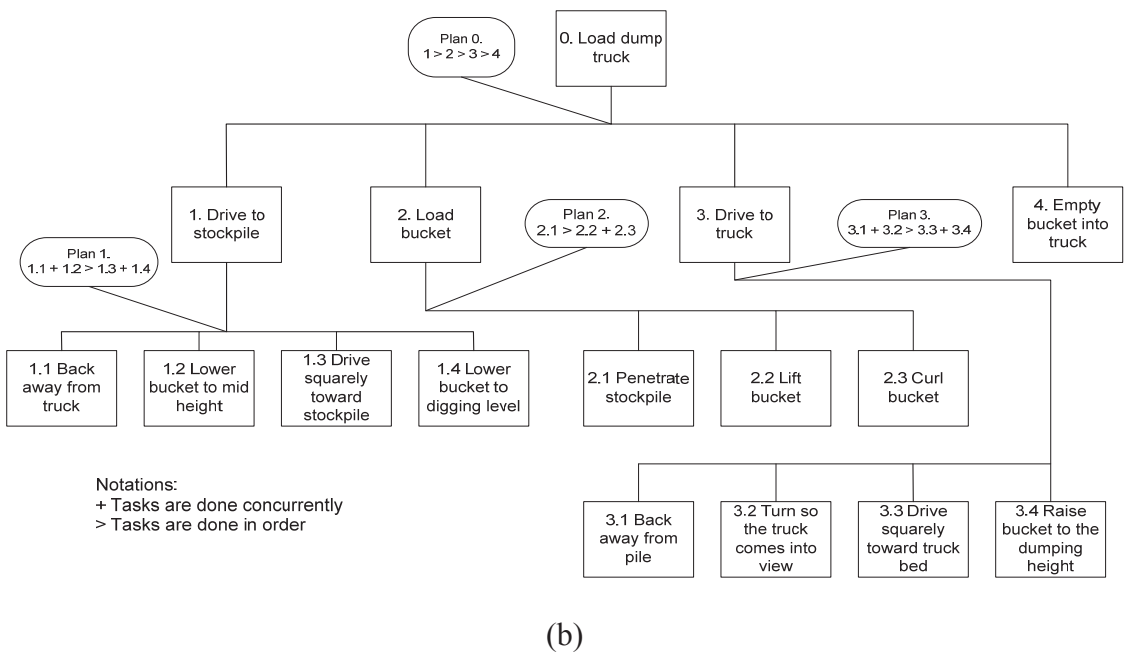 Plan 0.
1 > 2 > 3 > 4
0. Load dump
truck
1. Drive to
stockpile
2. Load
bucket
Plan 2.
2.1 > 2.2 + 2.3
3. Drive to
truck
Plan 3.
3.1 + 3.2 > 3.3 + 3.4
4. Empty
bucket into
truck
Plan 1.
1.1 + 1.2 > 1.3 + 1.4
1.1 Back
away from
truck
1.2 Lower
bucket to mid
height
1.3 Drive
squarely
toward
stockpile
1.4 Lower
bucket to
digging level
2.1 Penetrate
stockpile
2.2 Lift
bucket
2.3 Curl
bucket
Notations:
+ Tasks are done concurrently
> Tasks are done in order
3.1 Back
away from
pile
3.2 Turn so
the truck
comes into
view
3.3 Drive
squarely
toward truck
bed
3.4 Raise
bucket to the
dumping
height
(b)